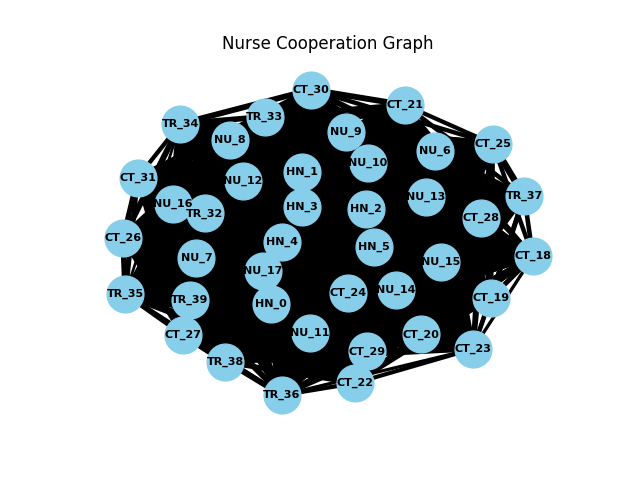 Nurse Cooperation Graph
CT_30
CT_21
TR_33
TR_34
NU_9
NU_8
CT_25
NU_6
NU_10
HN_1
CT_31
NU_12
TR_37
NU_13
NU_16
HN_3
HN_2
TR_32
CT_28
CT_26
HN_4
HN_5
CT_18
NU_7
NU_15
NU_17
NU_14
CT_24
TR_35
CT_19
TR_39
HN_0
NU_11
CT_20
CT_27
CT_23
CT_29
TR_38
CT_22
TR_36